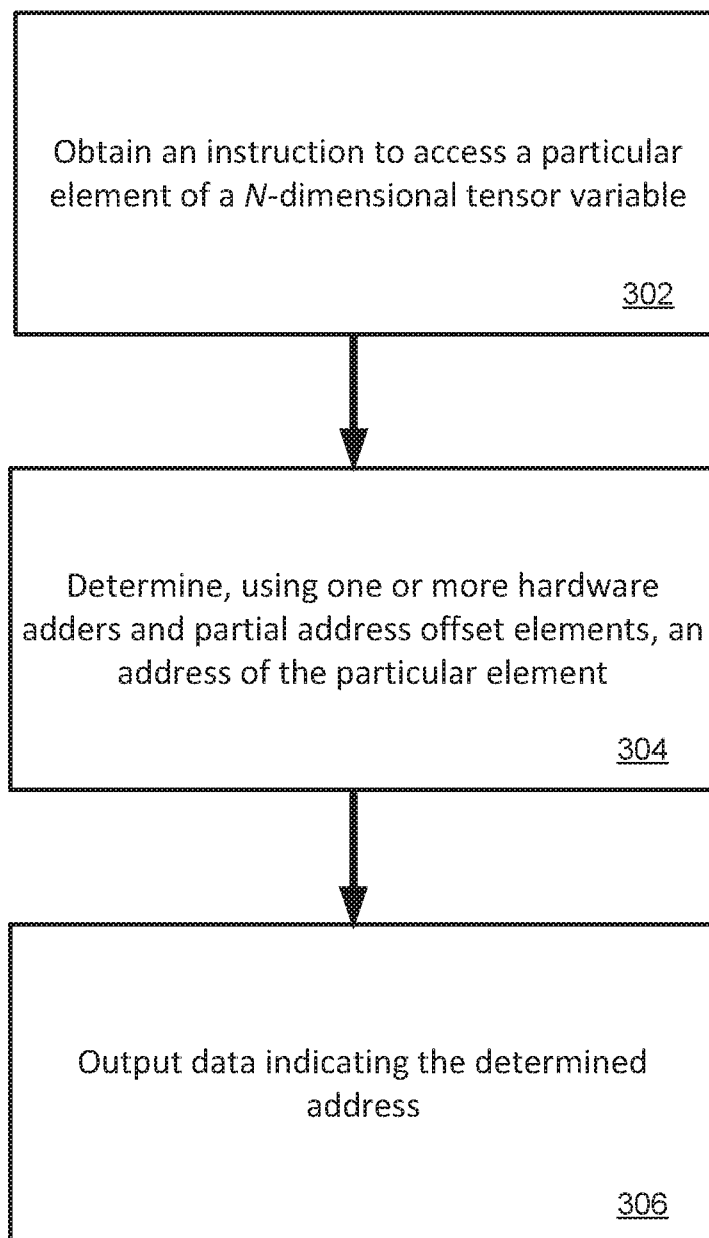 Obtain an instruction to access a particular
element of a N-dimensional tensor variable
302
Determine, using one or more hardware
adders and partial address offset elements, an
address of the particular element
304
Output data indicating the determined
address
306